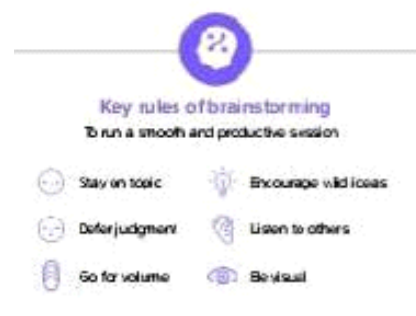 Key rules of brainstorming
To run a smooth and productive session
Stay on topic
Encourage wild ideas
Defer judgment
Listen to others
Go for volume
Be visual